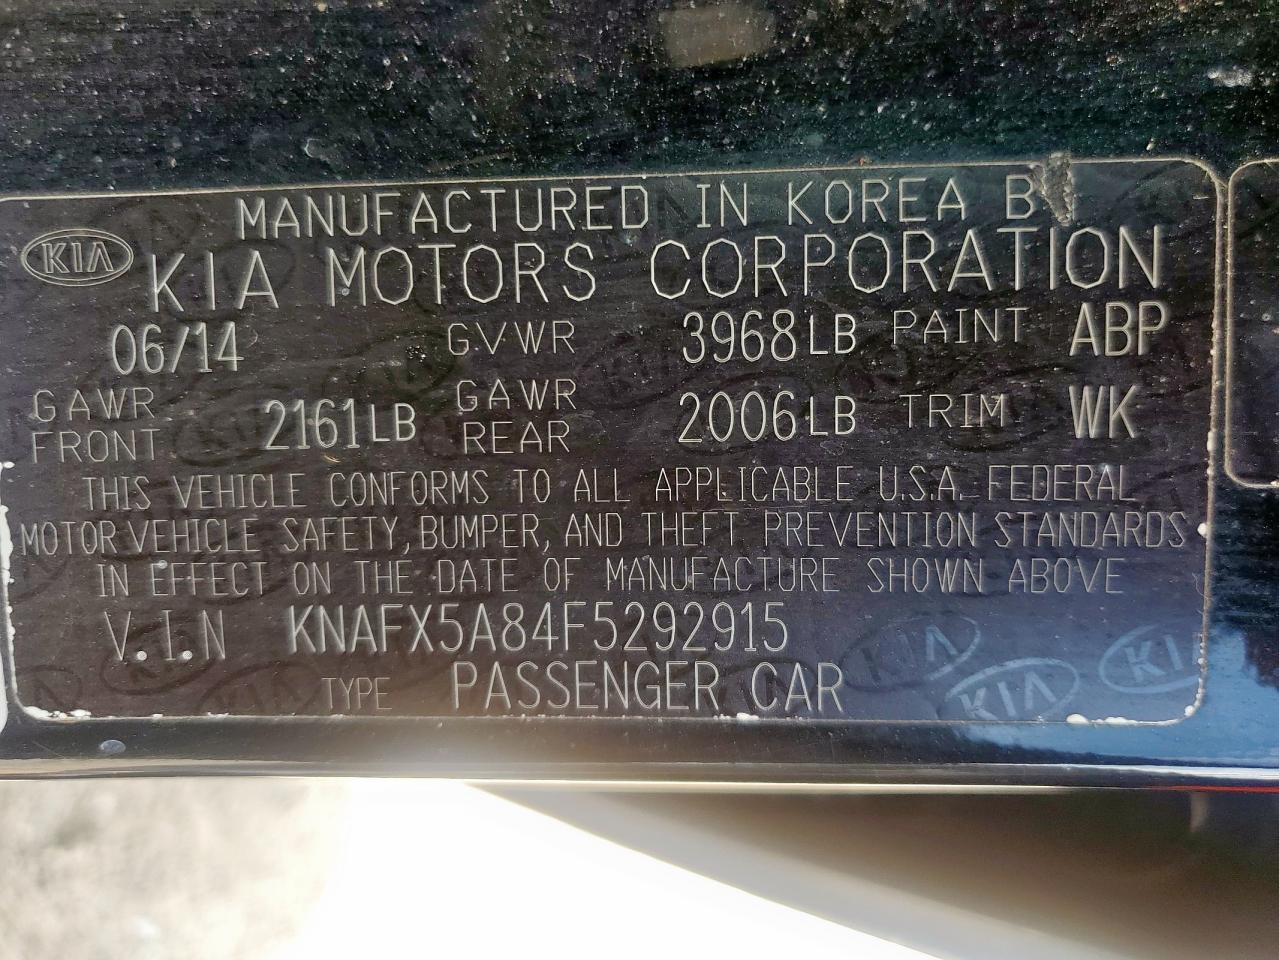 MANUFACTURED IN KOREA B
KIA KIA MOTORS CORPORATION
06/14 GVWR 3968LB PAINT ABP
GAWR FRONT 2161LB GAWR REAR 2006LB TRIM WK
THIS VEHICLE CONFORMS TO ALL APPLICABLE U.S.A. FEDERAL
MOTOR VEHICLE SAFETY, BUMPER, AND THEFT PREVENTION STANDARDS
IN EFFECT ON THE DATE OF MANUFACTURE SHOWN ABOVE
V.I.N KNAFX5A84F5292915
TYPE PASSENGER CAR
KIA KIA KIA